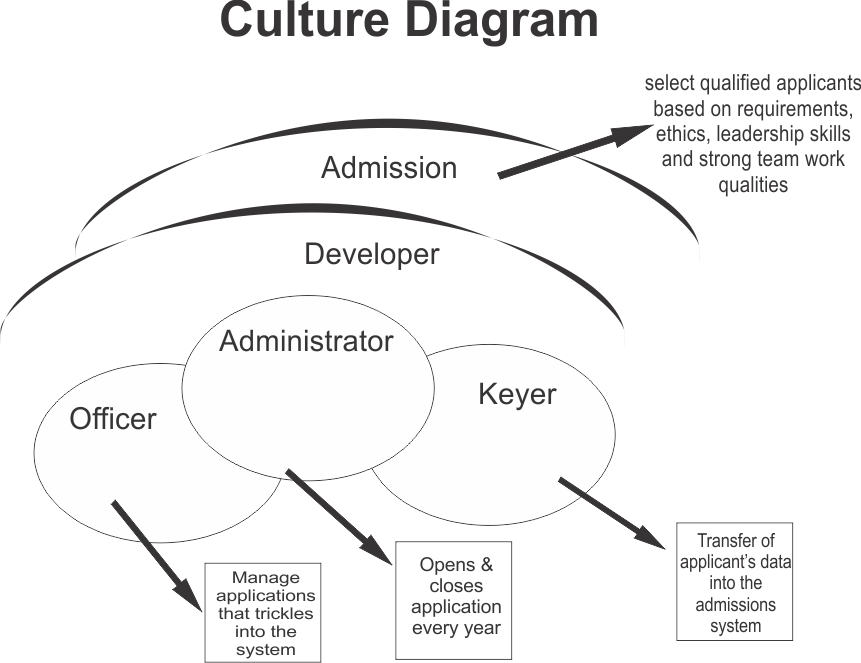 Culture Diagram
select qualified applicants
based on requirements,
ethics, leadership skills
and strong team work
qualities
Admission
Developer
Administrator
Keyer
Officer
Manage
applications
that trickles
into the
system
Opens &
closes
application
every year
Transfer of
applicant's data
into the
admissions
system